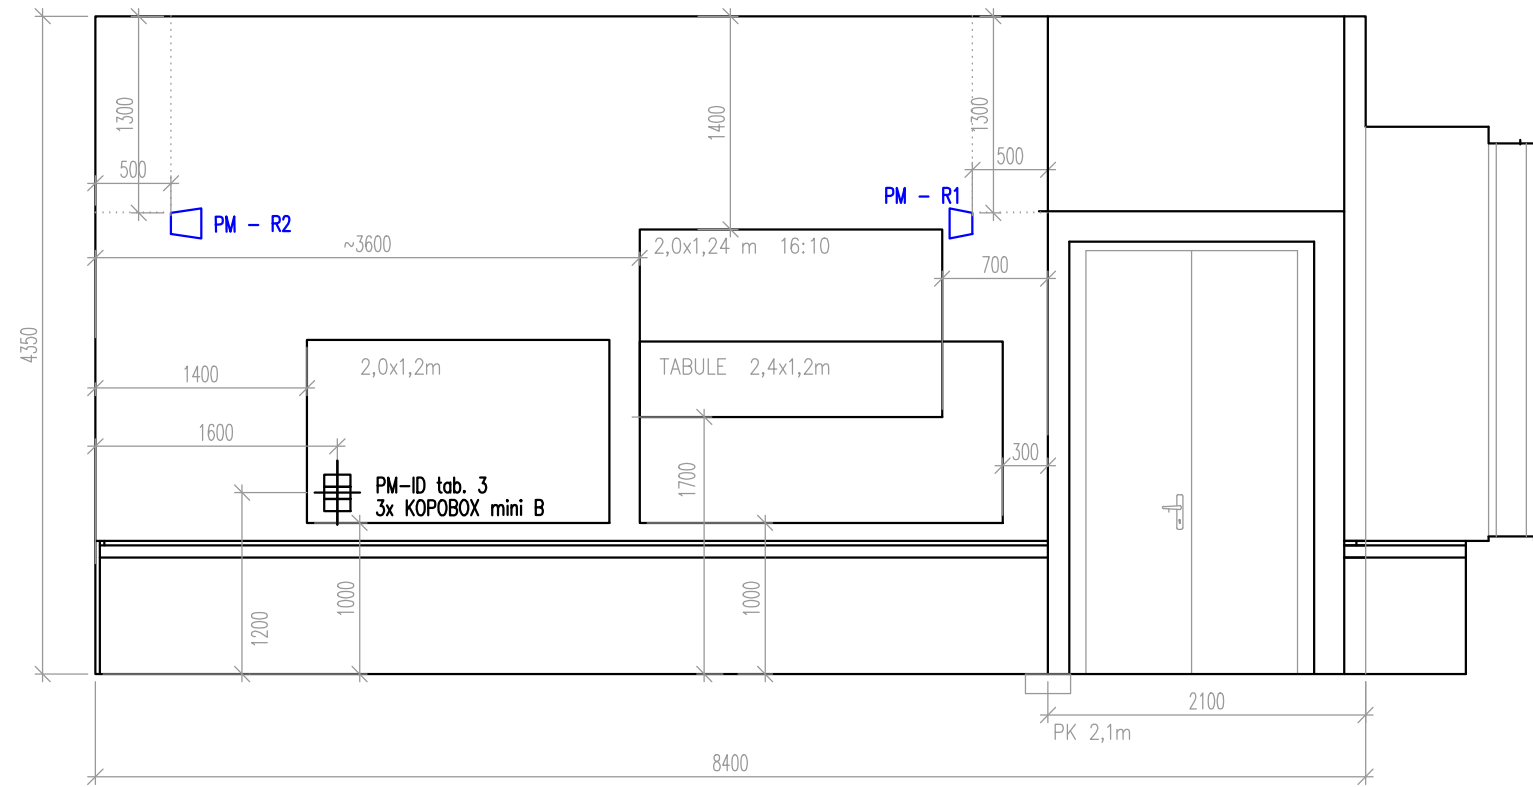 1300
1400
1300
500
500
PM - R2
PM - R1
~3600
2,0x1,24 m 16:10
700
4350
2,0x1,2m
TABULE 2,4x1,2m
1400
1600
300
1700
PM-ID tab. 3
3x KOPOBOX mini B
1200
1000
1000
2100
PK 2,1m
8400